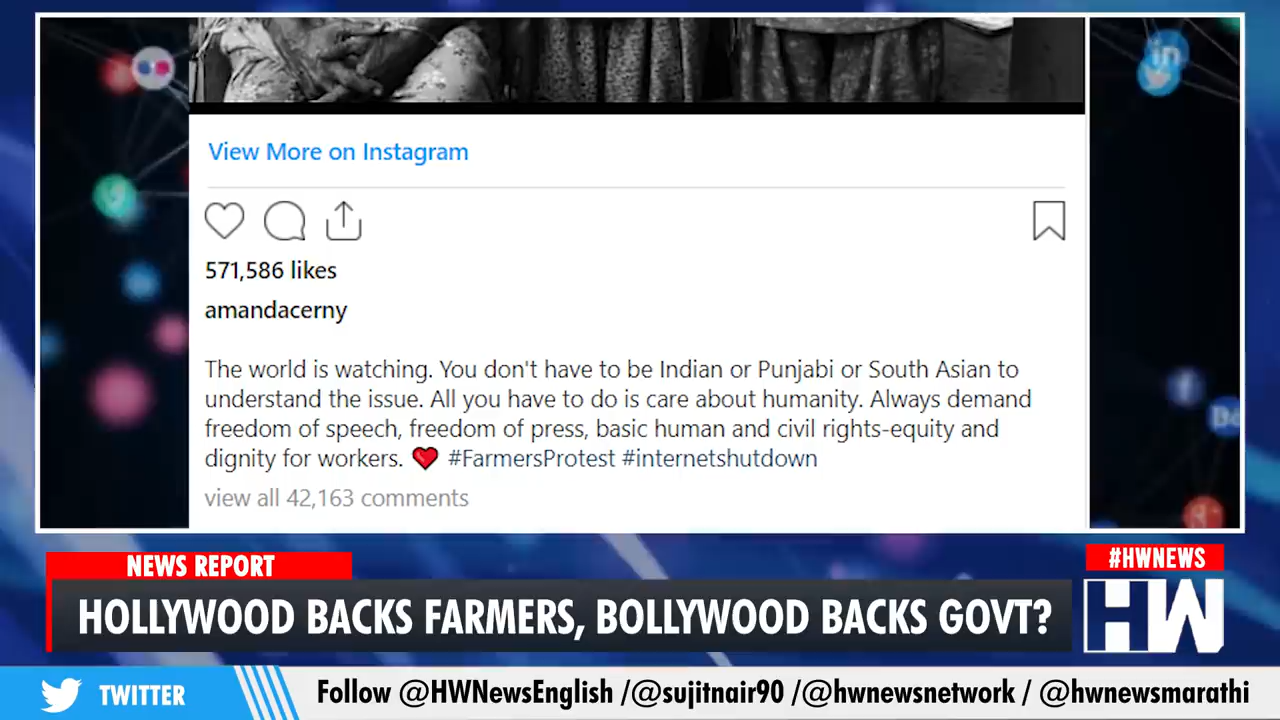 View More on Instagram
571,586 likes
amandacerny
The world is watching. You don't have to be Indian or Punjabi or South Asian to
understand the issue. All you have to do is care about humanity. Always demand
freedom of speech, freedom of press, basic human and civil rights-equity and
dignity for workers. ❤️ #FarmersProtest #internetshutdown
view all 42,163 comments
NEWS REPORT
#HWNEWS
HOLLYWOOD BACKS FARMERS, BOLLYWOOD BACKS GOVT?
HW
TWITTER
Follow @HWNewsEnglish /@sujitnair90 /@hwnewsnetwork / @hwnewsmarathi
in